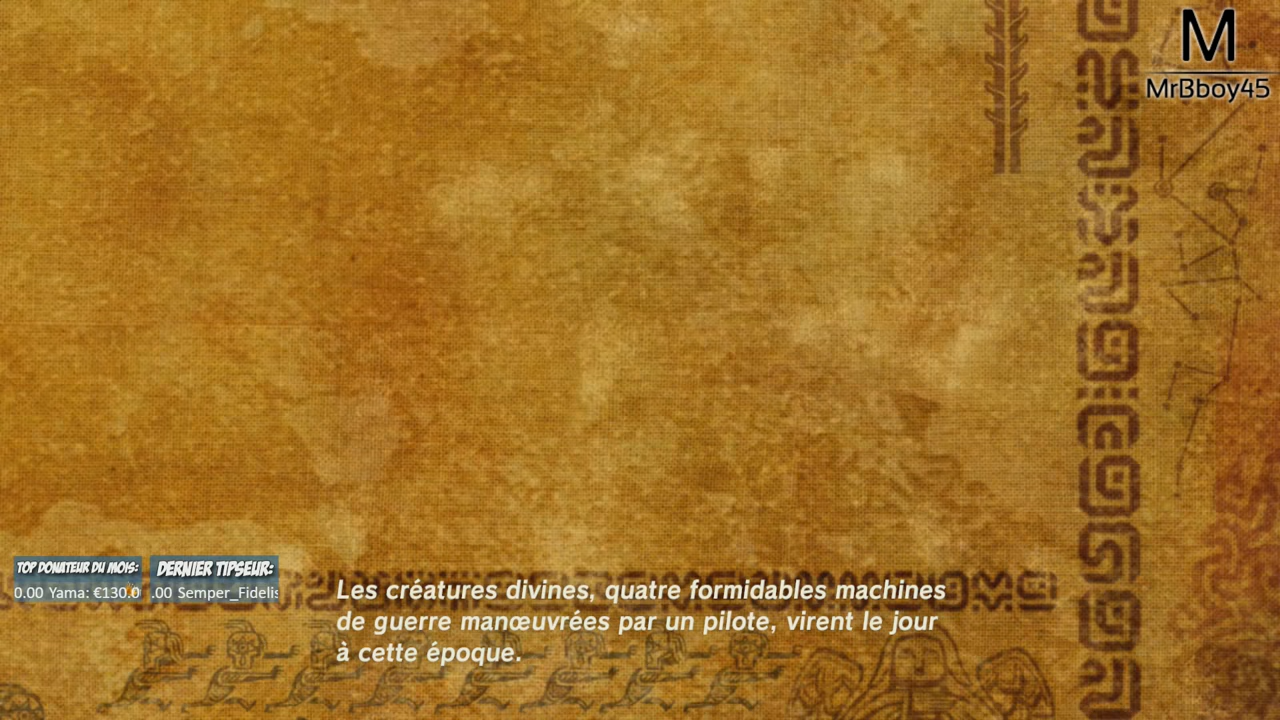 M
MrBboy45
TOP DONATEUR DU MOIS:
0.00 Yama: €130.0
DERNIER TIPSEUR:
.00 Semper_Fidelis
Les créatures divines, quatre formidables machines
de guerre manœuvrées par un pilote, virent le jour
à cette époque.